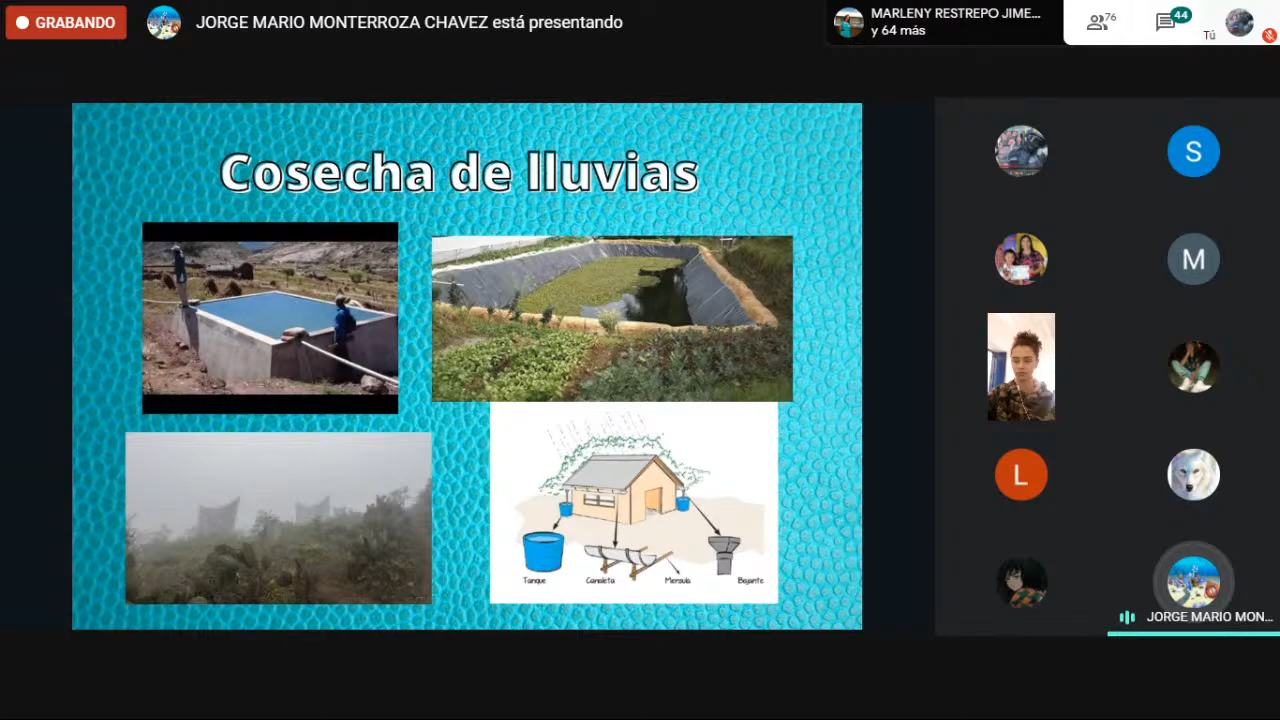 GRABANDO
JORGE MARIO MONTERROZA CHAVEZ está presentando
MARLENY RESTREPO JIME...
y 64 más
76
44
Tú
Cosecha de lluvias
S
M
L
Tanque
Canaleta
Mensula
Bajante
JORGE MARIO MON...